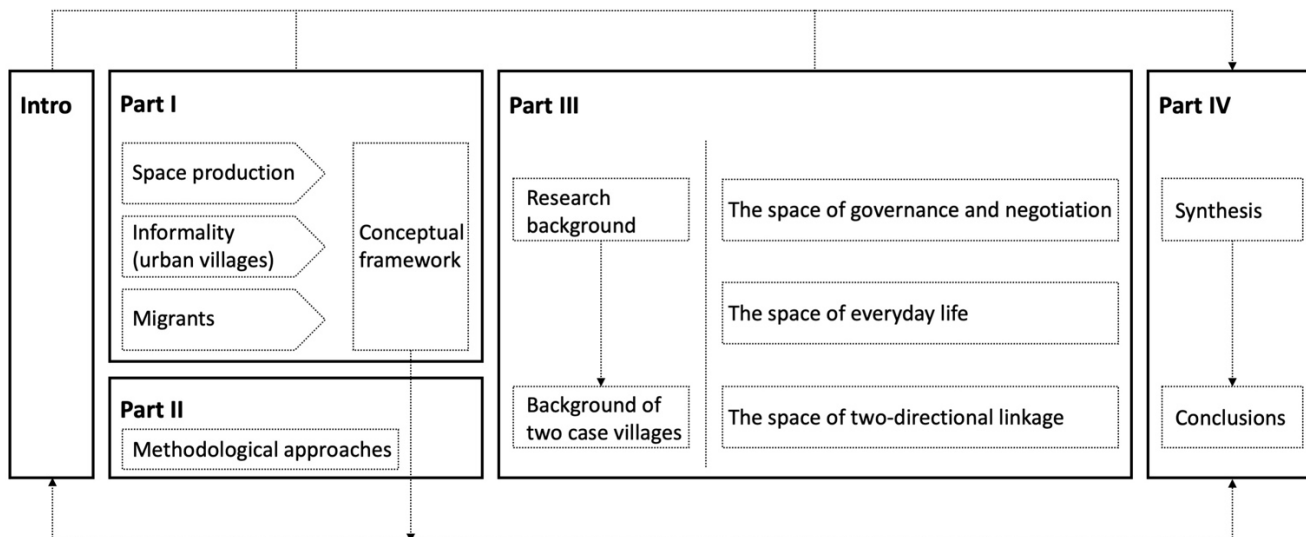 Intro
Part I
Space production
Informality
(urban villages)
Migrants
Conceptual
framework
Part II
Methodological approaches
Part III
Research
background
Background of
two case villages
The space of governance and negotiation
The space of everyday life
The space of two-directional linkage
Part IV
Synthesis
Conclusions